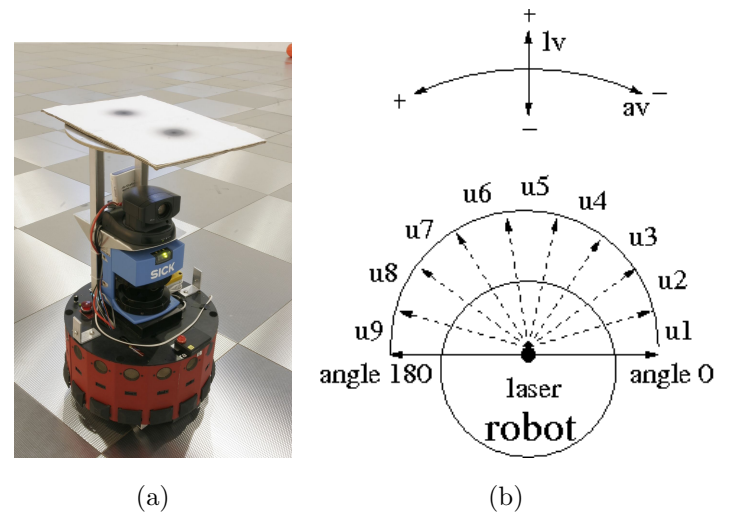 SICK
+
lv
+
av −
−
u1
u2
u3
u4
u5
u6
u7
u8
u9
angle 180
laser
angle 0
robot
(a)
(b)